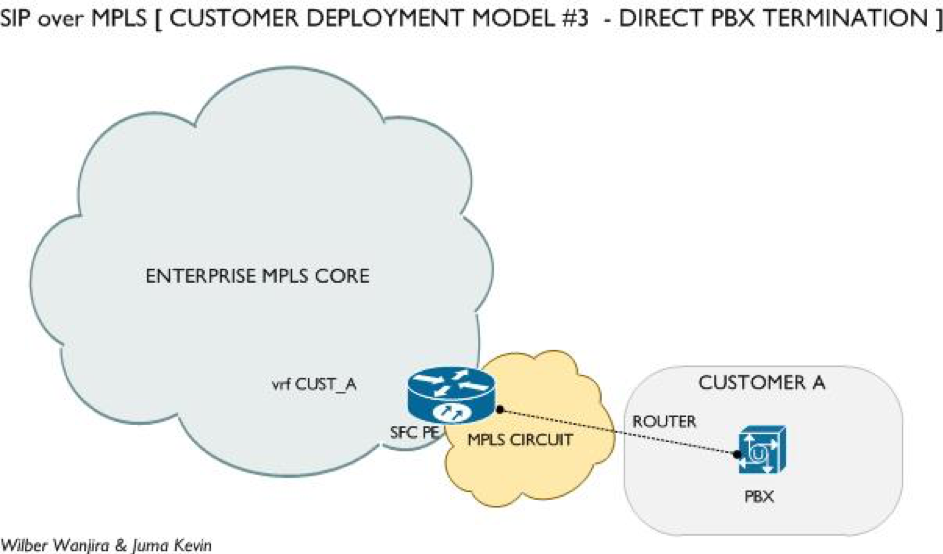 SIP over MPLS [ CUSTOMER DEPLOYMENT MODEL #3 - DIRECT PBX TERMINATION ]
ENTERPRISE MPLS CORE
vrf CUST_A
SFC PE
MPLS CIRCUIT
CUSTOMER A
ROUTER
U
PBX
Wilber Wanjira & Juma Kevin